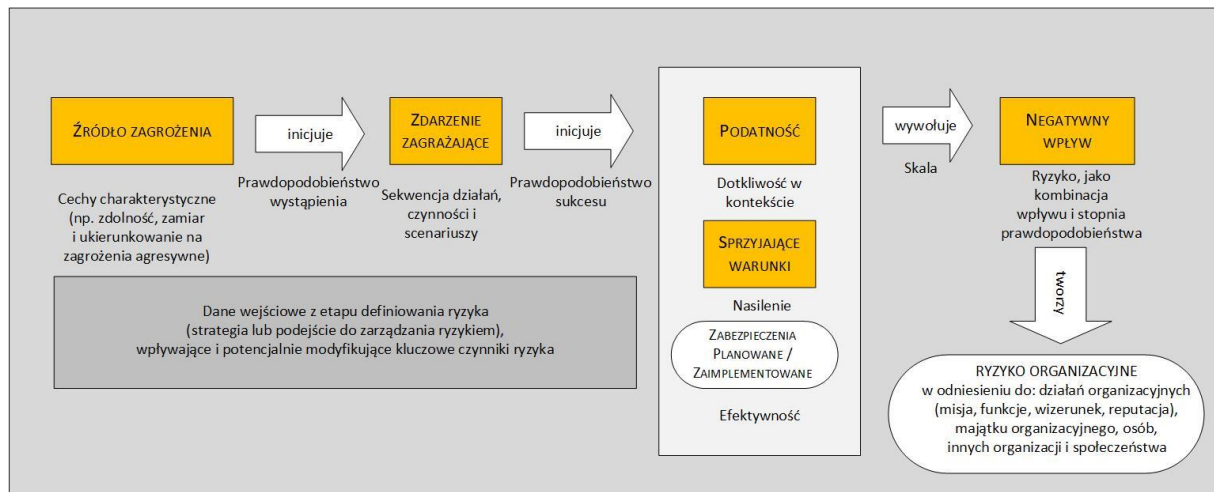 ŹRÓDŁO ZAGROŻENIA
Cechy charakterystyczne
(np. zdolność, zamiar
i ukierunkowanie na
zagrożenia agresywne)
inicjuje
Prawdopodobieństwo
wystąpienia
ZDARZENIE
ZAGRAŻAJĄCE
Sekwencja działań,
czynności i
scenariuszy
inicjuje
Prawdopodobieństwo
sukcesu
Dane wejściowe z etapu definiowania ryzyka
(strategia lub podejście do zarządzania ryzykiem),
wpływające i potencjalnie modyfikujące kluczowe czynniki ryzyka
PODATNOŚĆ
Dotkliwość w
kontekście
SPRZYJAJĄCE
WARUNKI
Nasilenie
ZABEZPIECZENIA
PLANOWANE /
ZAIMPLEMENTOWANE
Efektywność
wywołuje
Skala
NEGATYWNY
WPŁYW
Ryzyko, jako
kombinacja
wpływu i stopnia
prawdopodobieństwa
tworzy
RYZYKO ORGANIZACYJNE
w odniesieniu do: działań organizacyjnych
(misja, funkcje, wizerunek, reputacja),
majątku organizacyjnego, osób,
innych organizacji i społeczeństwa